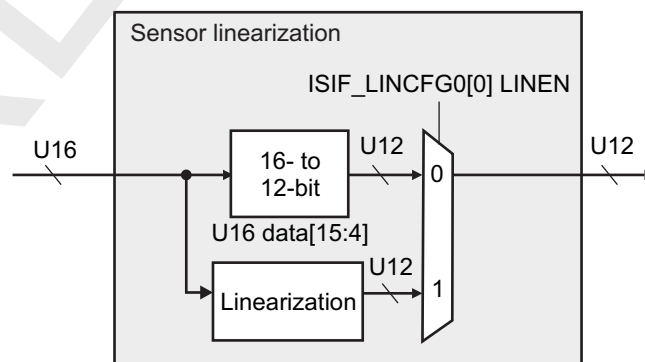 Sensor linearization
ISIF_LINCFG0[0] LINEN
U16
16- to
12-bit
U12
0
U12
U16 data[15:4]
Linearization
U12
1